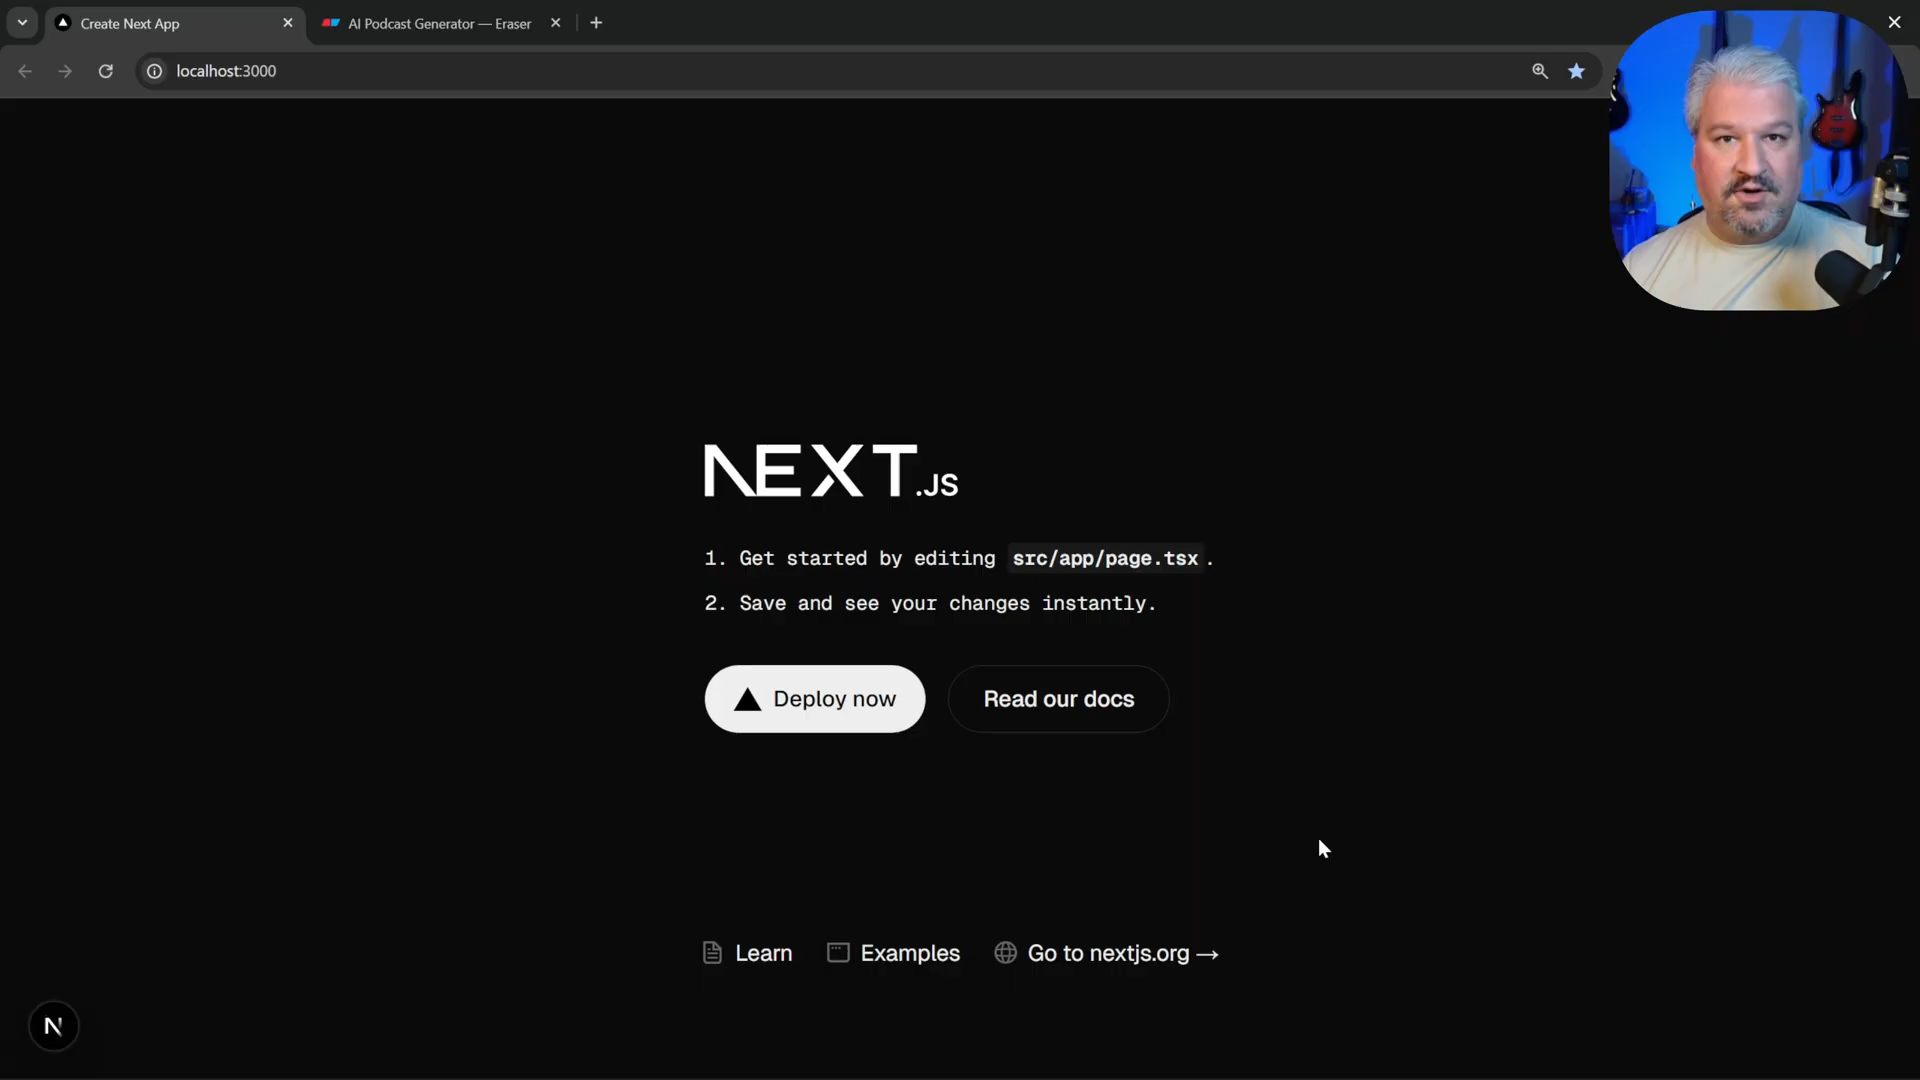 Create Next App
AI Podcast Generator — Eraser
localhost:3000
NEXT.JS
1. Get started by editing src/app/page.tsx.
2. Save and see your changes instantly.
Deploy now
Read our docs
Learn
Examples
Go to nextjs.org →
N